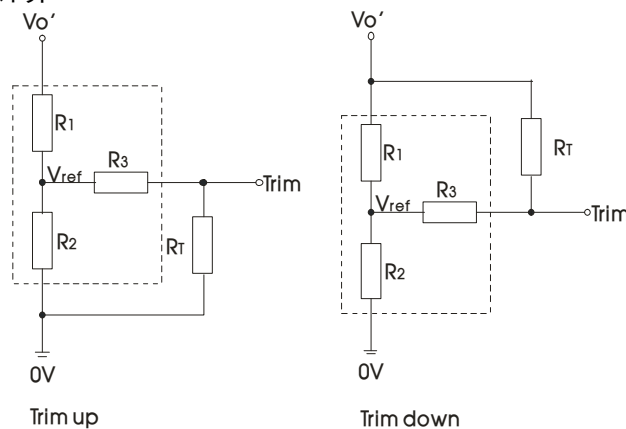 Vo'
R1
Vref
R3
Trim
R2
RT
0V
Trim up
Vo'
R1
RT
Vref
R3
Trim
R2
0V
Trim down